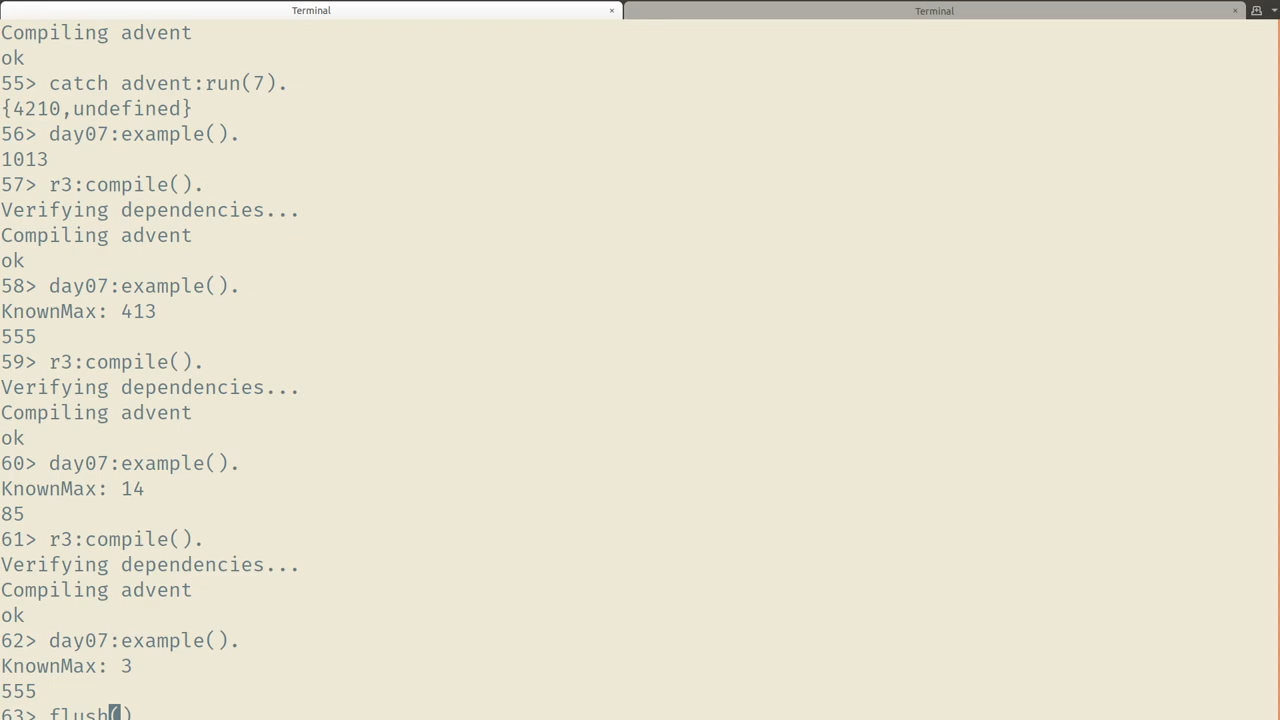 Terminal × Terminal ×
Compiling advent
ok
55> catch advent:run(7).
{4210,undefined}
56> day07:example().
1013
57> r3:compile().
Verifying dependencies...
Compiling advent
ok
58> day07:example().
KnownMax: 413
555
59> r3:compile().
Verifying dependencies...
Compiling advent
ok
60> day07:example().
KnownMax: 14
85
61> r3:compile().
Verifying dependencies...
Compiling advent
ok
62> day07:example().
KnownMax: 3
555
63> flush()